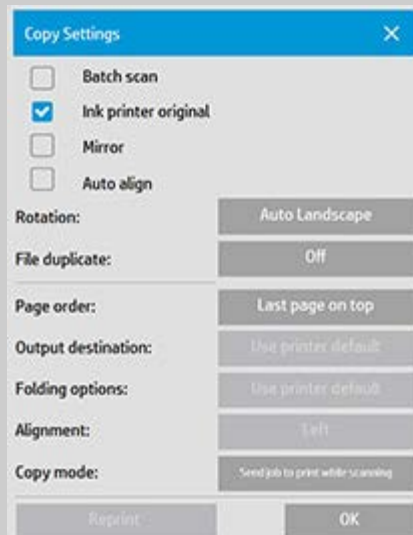 Copy Settings
Batch scan
Ink printer original
Mirror
Auto align
Rotation: Auto Landscape
File duplicate: Off
Page order: Last page on top
Output destination: Use printer default
Folding options: Use printer default
Alignment: Left
Copy mode: Send job to print while scanning
Reprint OK